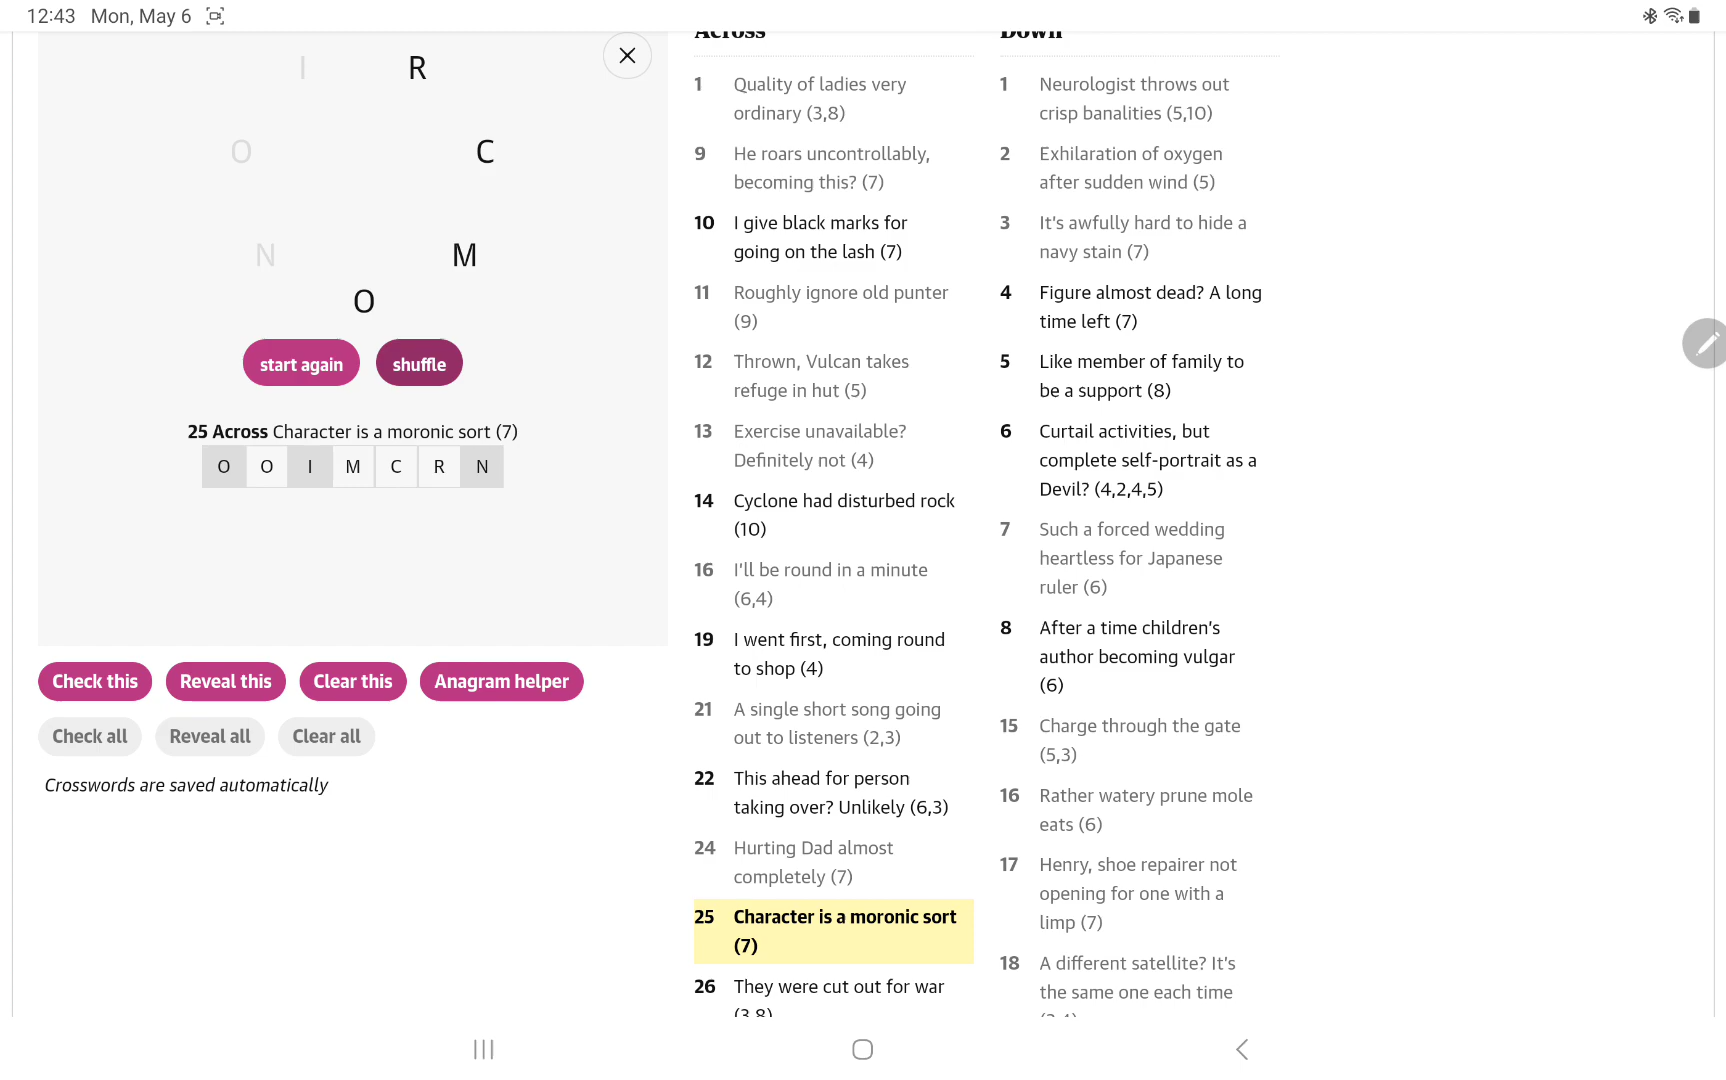 12:43 Mon, May 6
I R
O C
N M
O
start again shuffle
25 Across Character is a moronic sort (7)
O O I M C R N
Check this Reveal this Clear this Anagram helper
Check all Reveal all Clear all
Crosswords are saved automatically
Across
1 Quality of ladies very
ordinary (3,8)
9 He roars uncontrollably,
becoming this? (7)
10 I give black marks for
going on the lash (7)
11 Roughly ignore old punter
(9)
12 Thrown, Vulcan takes
refuge in hut (5)
13 Exercise unavailable?
Definitely not (4)
14 Cyclone had disturbed rock
(10)
16 I'll be round in a minute
(6,4)
19 I went first, coming round
to shop (4)
21 A single short song going
out to listeners (2,3)
22 This ahead for person
taking over? Unlikely (6,3)
24 Hurting Dad almost
completely (7)
25 Character is a moronic sort
(7)
26 They were cut out for war
(3,8)
Down
1 Neurologist throws out
crisp banalities (5,10)
2 Exhilaration of oxygen
after sudden wind (5)
3 It's awfully hard to hide a
navy stain (7)
4 Figure almost dead? A long
time left (7)
5 Like member of family to
be a support (8)
6 Curtail activities, but
complete self-portrait as a
Devil? (4,2,4,5)
7 Such a forced wedding
heartless for Japanese
ruler (6)
8 After a time children's
author becoming vulgar
(6)
15 Charge through the gate
(5,3)
16 Rather watery prune mole
eats (6)
17 Henry, shoe repairer not
opening for one with a
limp (7)
18 A different satellite? It's
the same one each time